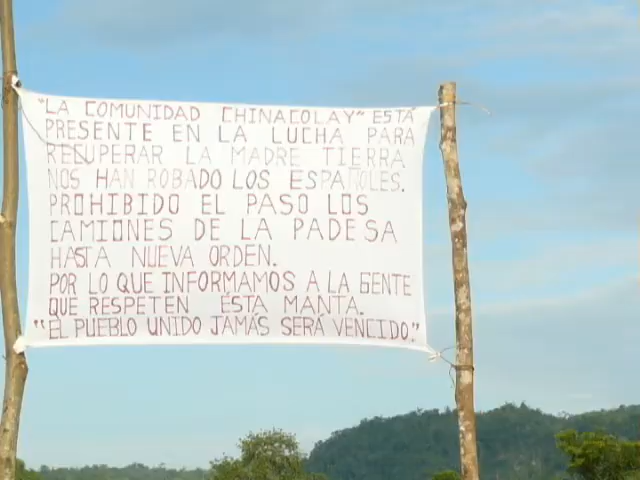 "LA COMUNIDAD CHINACOLAY" ESTA
PRESENTE EN LA LUCHA PARA
RECUPERAR LA MADRE TIERRA
NOS HAN ROBADO LOS ESPAÑOLES.
PROHIBIDO EL PASO LOS
CAMIONES DE LA PADESA
HASTA NUEVA ORDEN.
POR LO QUE INFORMAMOS A LA GENTE
QUE RESPETEN ÉSTA MANTA.
"EL PUEBLO UNIDO JAMÁS SERÁ VENCIDO."